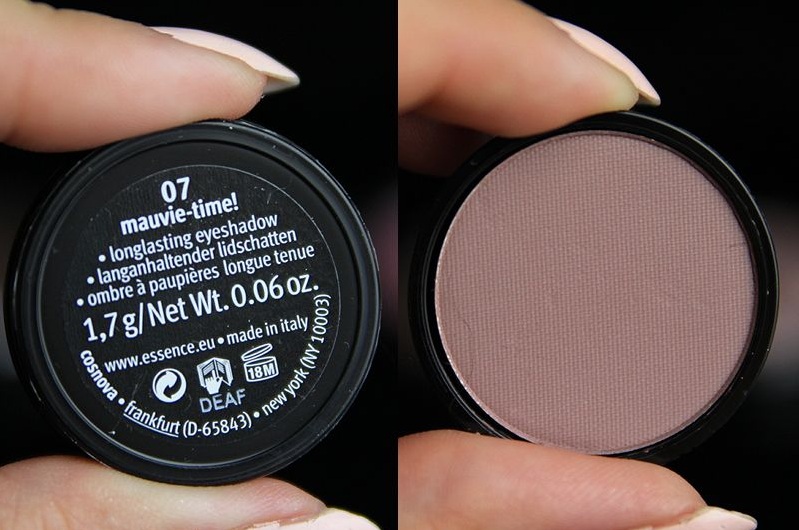 07
mauvie-time!
• longlasting eyeshadow
• langanhaltender lidschatten
• ombre à paupières longue tenue
1,7 g/Net Wt. 0.06 oz.
www.essence.eu • made in italy
18M
DEAF
cosnova • frankfurt (D-65843) • new york (NY 10003)